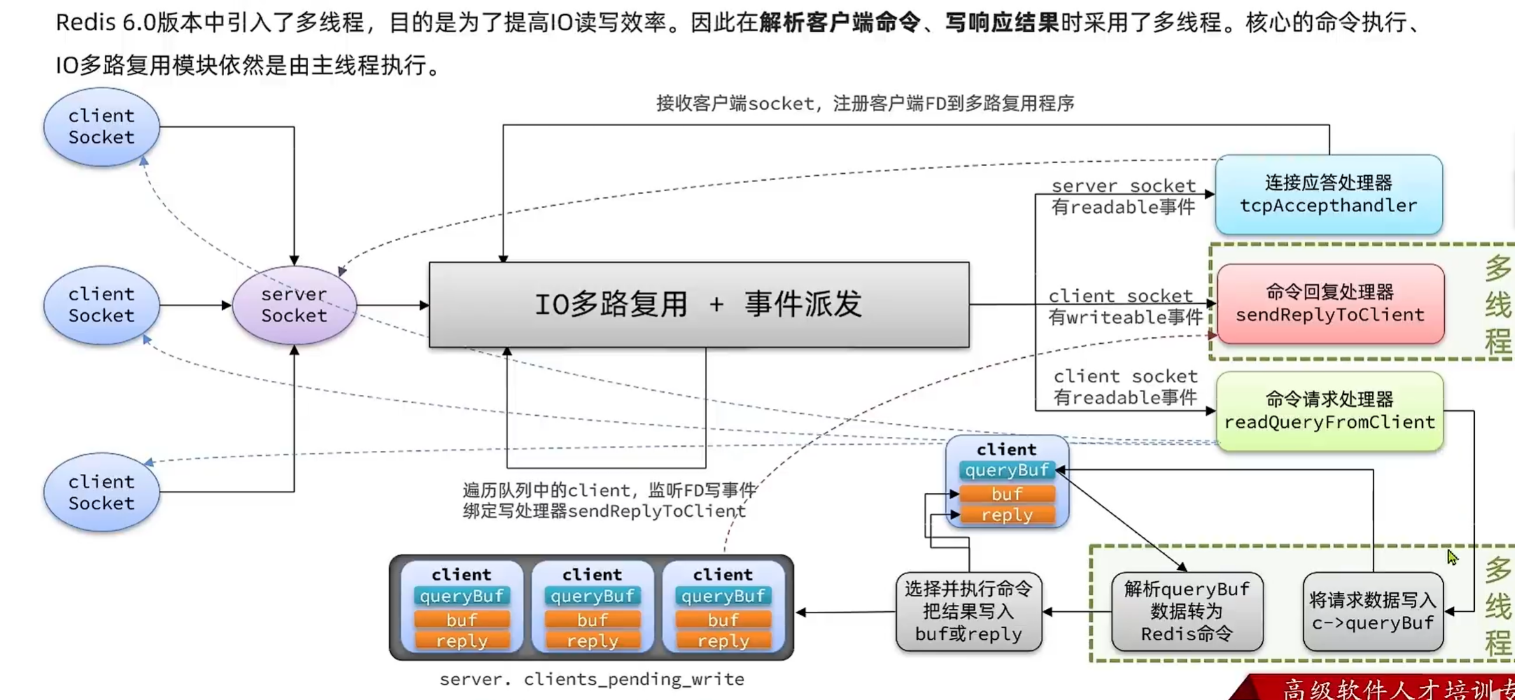 Redis 6.0版本中引入了多线程，目的是为了提高IO读写效率。因此在解析客户端命令、写响应结果时采用了多线程。核心的命令执行、
IO多路复用模块依然是由主线程执行。
接收客户端socket，注册客户端FD到多路复用程序
client
Socket
client
Socket
client
Socket
server
Socket
IO多路复用 + 事件派发
server socket
有readable事件
连接应答处理器
tcpAccepthandler
client socket
有writeable事件
命令回复处理器
sendReplyToClient
多
线
程
client socket
有readable事件
命令请求处理器
readQueryFromClient
遍历队列中的client，监听FD写事件
绑定写处理器sendReplyToClient
client
queryBuf
buf
reply
client
queryBuf
buf
reply
client
queryBuf
buf
reply
client
queryBuf
buf
reply
server. clients_pending_write
选择并执行命令
把结果写入
buf或reply
解析queryBuf
数据转为
Redis命令
将请求数据写入
c->queryBuf
多
线
程
高级软件人才培训专